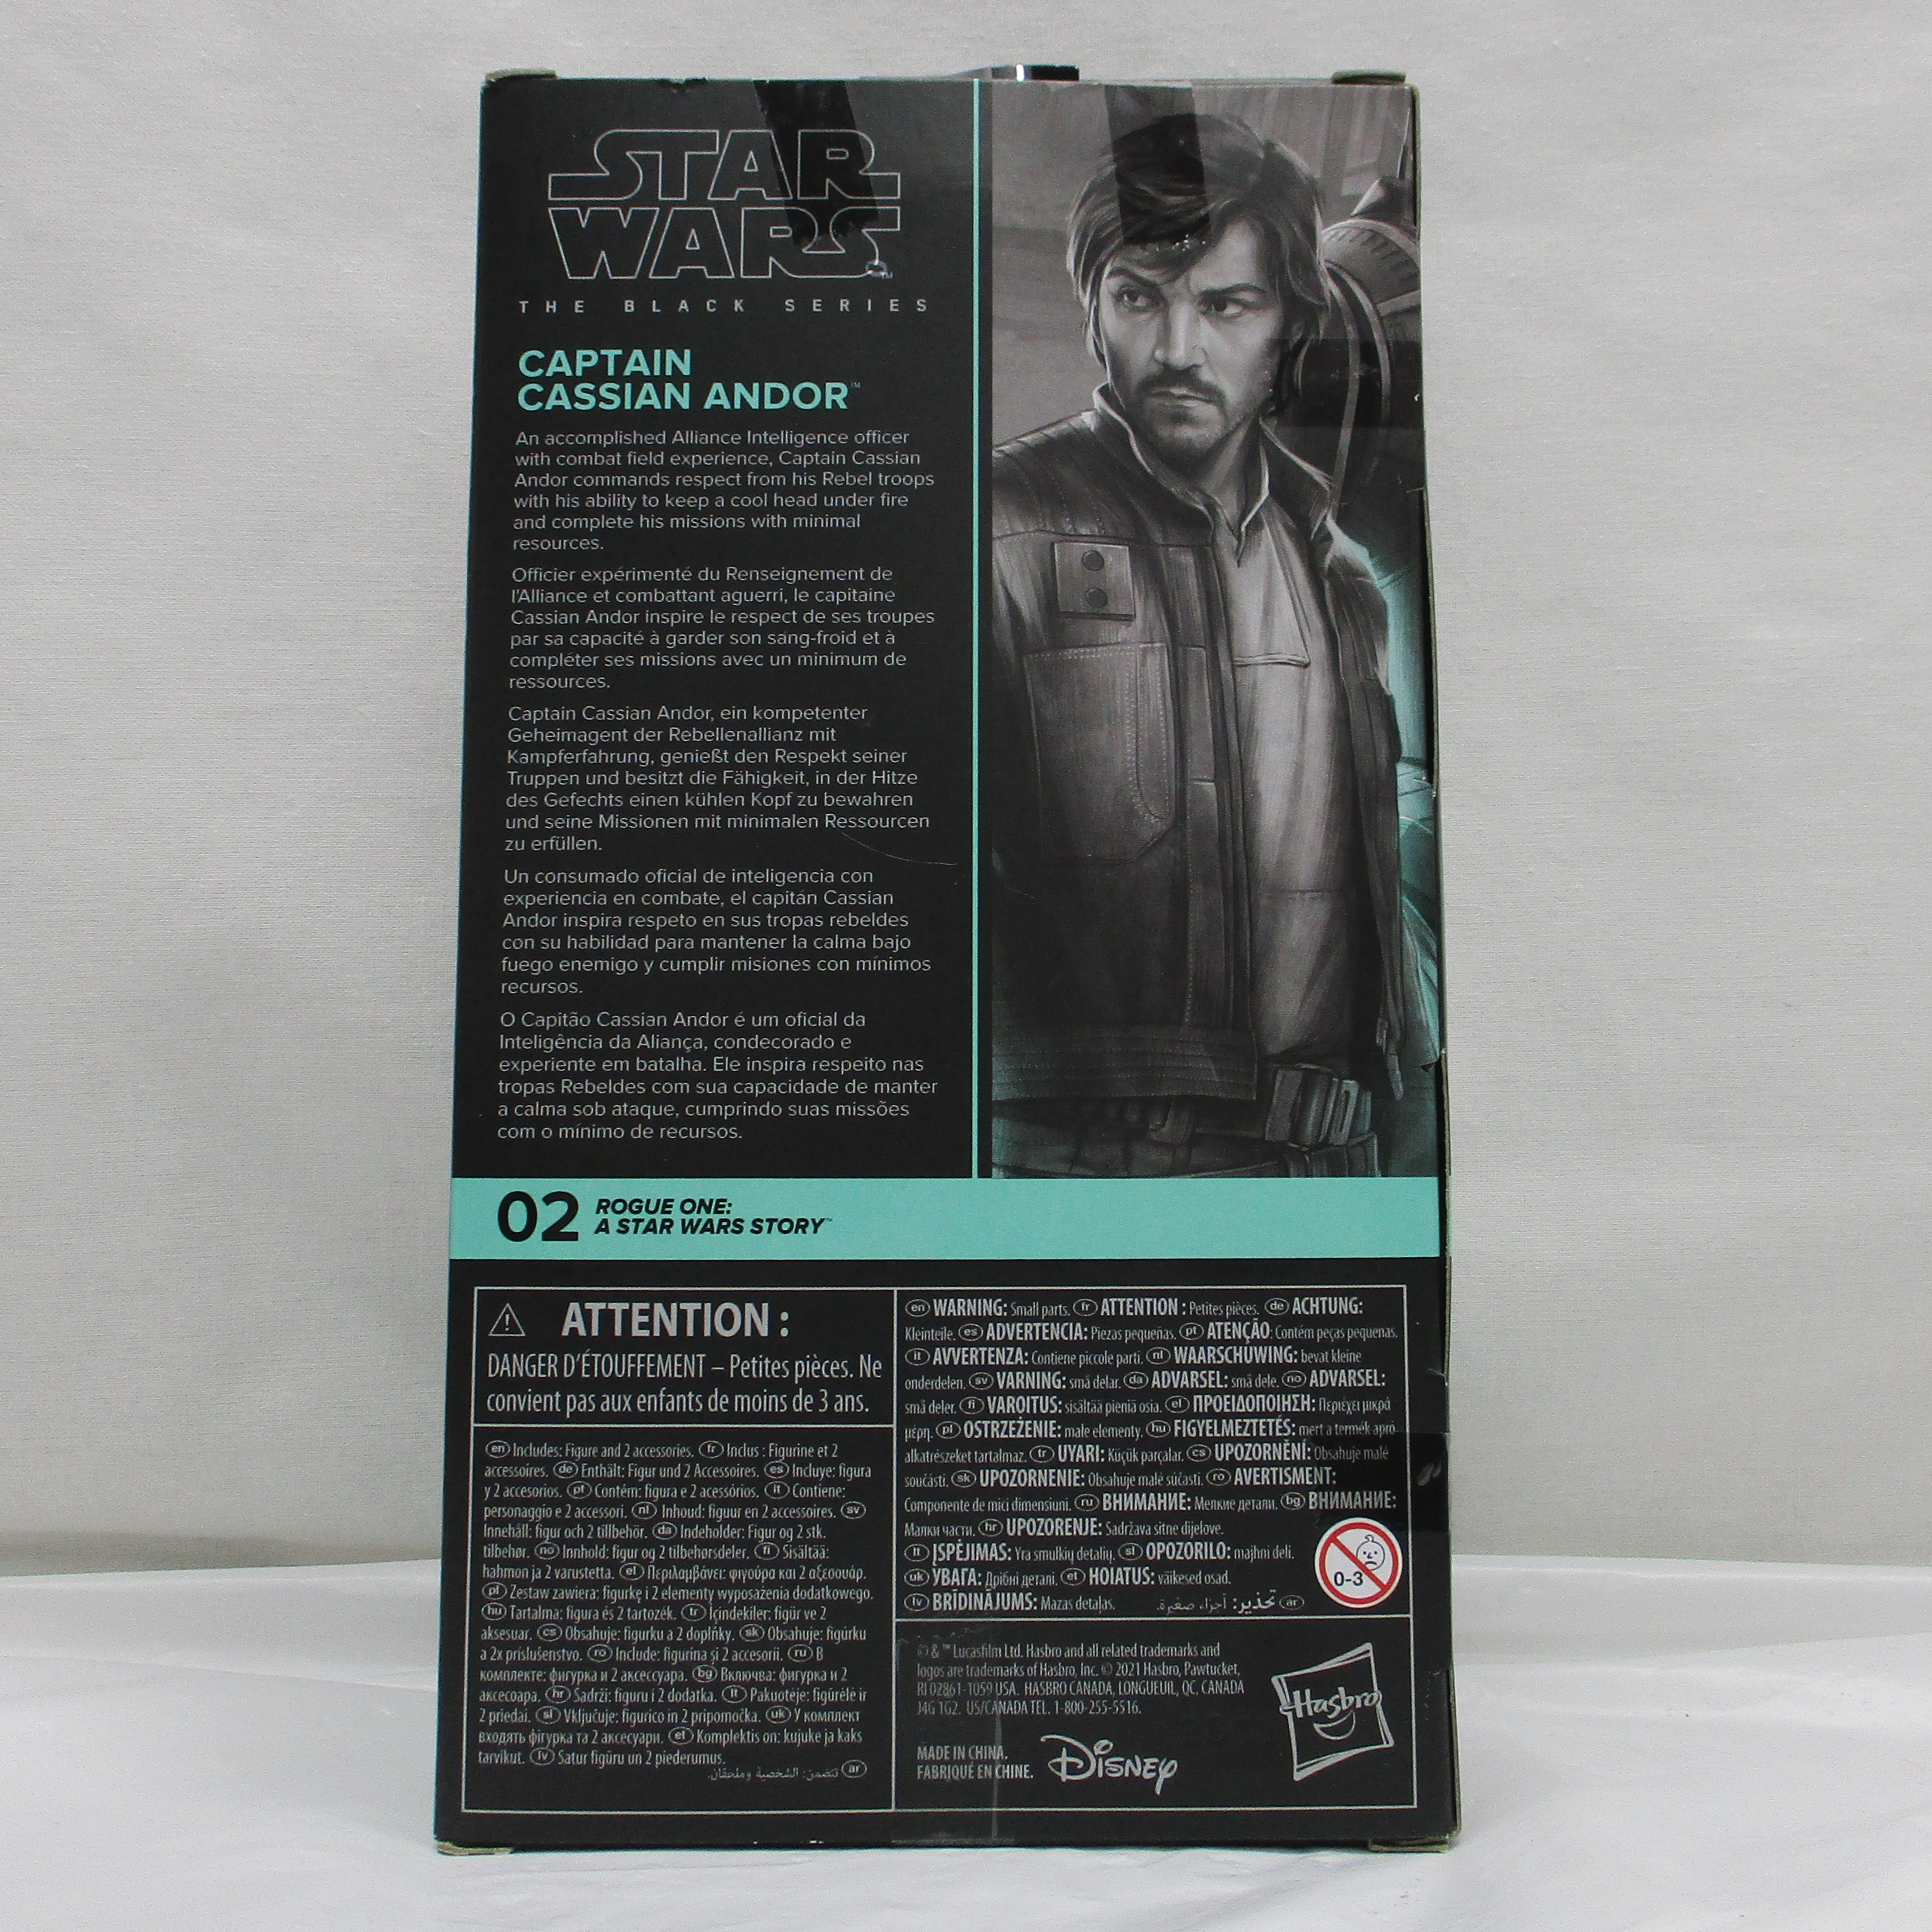 STAR
WARS™
THE BLACK SERIES
CAPTAIN
CASSIAN ANDOR™
An accomplished Alliance Intelligence officer
with combat field experience, Captain Cassian
Andor commands respect from his Rebel troops
with his ability to keep a cool head under fire
and complete his missions with minimal
resources.
Officier expérimenté du Renseignement de
l'Alliance et combattant aguerri, le capitaine
Cassian Andor inspire le respect de ses troupes
par sa capacité à garder son sang-froid et à
compléter ses missions avec un minimum de
ressources.
Captain Cassian Andor, ein kompetenter
Geheimagent der Rebellenallianz mit
Kampferfahrung, genießt den Respekt seiner
Truppen und besitzt die Fähigkeit, in der Hitze
des Gefechts einen kühlen Kopf zu bewahren
und seine Missionen mit minimalen Ressourcen
zu erfüllen.
Un consumado oficial de inteligencia con
experiencia en combate, el capitán Cassian
Andor inspira respeto en sus tropas rebeldes
con su habilidad para mantener la calma bajo
fuego enemigo y cumplir misiones con mínimos
recursos.
O Capitão Cassian Andor é um oficial da
Inteligência da Aliança, condecorado e
experiente em batalha. Ele inspira respeito nas
tropas Rebeldes com sua capacidade de manter
a calma sob ataque, cumprindo suas missões
com o mínimo de recursos.
02 ROGUE ONE:
A STAR WARS STORY™
ATTENTION :
DANGER D'ÉTOUFFEMENT – Petites pièces. Ne
convient pas aux enfants de moins de 3 ans.
en Includes: Figure and 2 accessories. fr Inclus : Figurine et 2
accessoires. de Enthält: Figur und 2 Accessoires. es Incluye: figura
y 2 accesorios. pt Contém: figura e 2 acessórios. it Contiene:
personaggio e 2 accessori. nl Inhoud: figuur en 2 accessoires. sv
Innehåll: figur och 2 tillbehör. da Indeholder: Figur og 2 stk.
tilbehør. no Innhold: figur og 2 tilbehørsdeler. fi Sisältää:
hahmon ja 2 varustetta. el Περιλαμβάνει: φιγούρα και 2 αξεσουάρ.
pl Zestaw zawiera: figurkę i 2 elementy wyposażenia dodatkowego.
hu Tartalma: figura és 2 tartozék. tr İçindekiler: figür ve 2
aksesuar. cs Obsahuje: figurku a 2 doplňky. sk Obsahuje: figúrku
a 2x príslušenstvo. ro Include: figurina și 2 accesorii. ru В
комплекте: фигурка и 2 аксессуара. bg Включва: фигурка и 2
аксесоара. hr Sadrži: figuru i 2 dodatka. lt Pakuotėje: figūrėlė ir
2 priedai. sl Vključuje: figurico in 2 pripomočka. uk У комплект
входять фігурка та 2 аксесуари. et Komplektis on: kujuke ja kaks
tarvikut. lv Satur figūru un 2 piederumus.
ar تتضمن: الشخصية وملحقان.
en WARNING: Small parts. fr ATTENTION : Petites pièces. de ACHTUNG:
Kleinteile. es ADVERTENCIA: Piezas pequeñas. pt ATENÇÃO: Contém peças pequenas.
it AVVERTENZA: Contiene piccole parti. nl WAARSCHUWING: bevat kleine
onderdelen. sv VARNING: små delar. da ADVARSEL: små dele. no ADVARSEL:
små deler. fi VAROITUS: sisältää pieniä osia. el ΠΡΟΕΙΔΟΠΟΙΗΣΗ: Περιέχει μικρά
μέρη. pl OSTRZEŻENIE: małe elementy. hu FIGYELMEZTETÉS: mert a termék apró
alkatrészeket tartalmaz. tr UYARI: Küçük parçalar. cs UPOZORNĚNÍ: Obsahuje malé
součásti. sk UPOZORNENIE: Obsahuje malé súčasti. ro AVERTISMENT:
Componente de mici dimensiuni. ru ВНИМАНИЕ: Мелкие детали. bg ВНИМАНИЕ:
Малки части. hr UPOZORENJE: Sadržava sitne dijelove.
lt ĮSPĖJIMAS: Yra smulkių detalių. sl OPOZORILO: majhni deli.
uk УВАГА: Дрібні деталі. et HOIATUS: väikesed osad.
lv BRĪDINĀJUMS: Mazas detaļas. ar تحذير: أجزاء صغيرة.
0-3
© & ™ Lucasfilm Ltd. Hasbro and all related trademarks and
logos are trademarks of Hasbro, Inc. © 2021 Hasbro, Pawtucket,
RI 02861-1059 USA. HASBRO CANADA, LONGUEUIL, QC, CANADA
J4G 1G2. US/CANADA TEL. 1-800-255-5516.
MADE IN CHINA.
FABRIQUÉ EN CHINE.
Disney
Hasbro